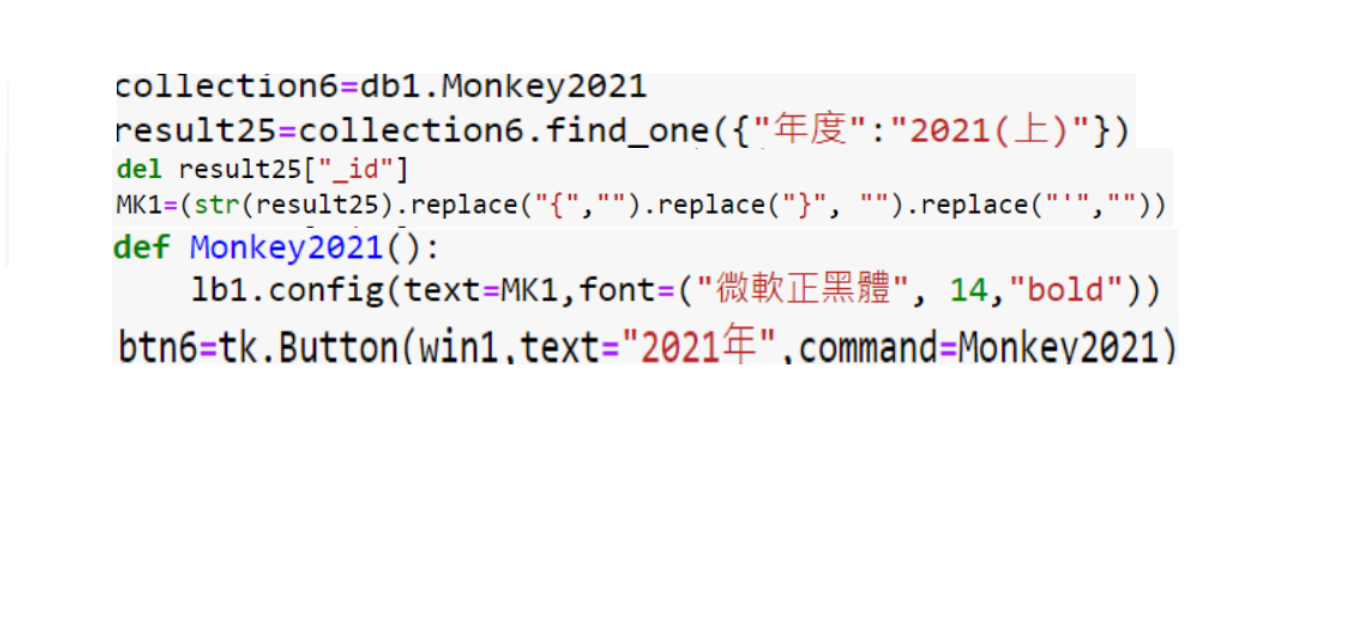 collection6=db1.Monkey2021
result25=collection6.find_one({"年度":"2021(上)"})
del result25["_id"]
MK1=(str(result25).replace("{","").replace("}", "").replace("'",""))
def Monkey2021():
    lb1.config(text=MK1,font=("微軟正黑體", 14,"bold"))
btn6=tk.Button(win1,text="2021年",command=Monkey2021)